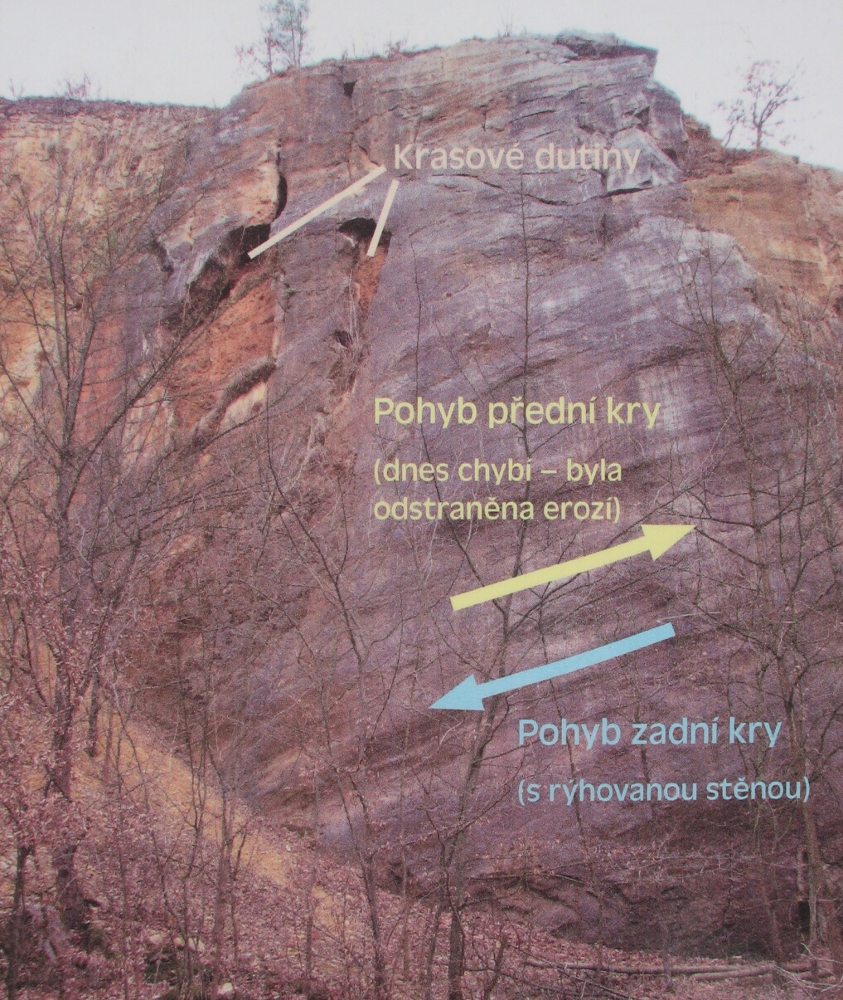 Krasové dutiny
Pohyb přední kry
(dnes chybí – byla
odstraněna erozí)
Pohyb zadní kry
(s rýhovanou stěnou)